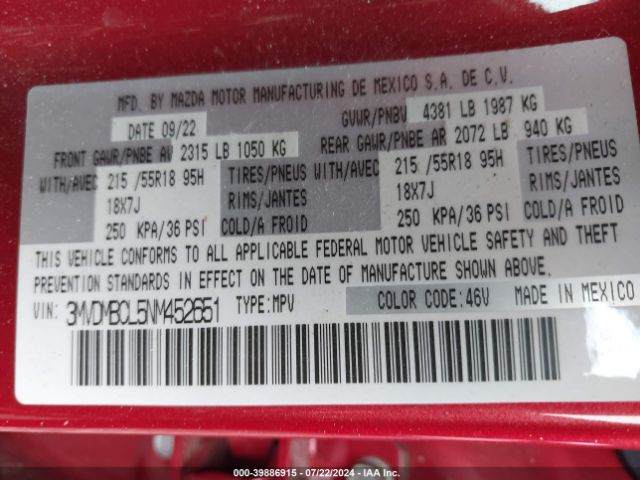 MFD. BY MAZDA MOTOR MANUFACTURING DE MEXICO S.A. DE C.V.
DATE 09/22 GVWR/PNBV 4381 LB 1987 KG
FRONT GAWR/PNBE AV 2315 LB 1050 KG REAR GAWR/PNBE AR 2072 LB 940 KG
WITH/AVEC 215 /55R18 95H TIRES/PNEUS WITH/AVEC 215 /55R18 95H TIRES/PNEUS
18X7J RIMS/JANTES 18X7J RIMS/JANTES
250 KPA/36 PSI COLD/A FROID 250 KPA/36 PSI COLD/A FROID
THIS VEHICLE CONFORMS TO ALL APPLICABLE FEDERAL MOTOR VEHICLE SAFETY AND THEFT
PREVENTION STANDARDS IN EFFECT ON THE DATE OF MANUFACTURE SHOWN ABOVE.
VIN: 3MVDMBCL5NM452651 TYPE:MPV COLOR CODE:46V MADE IN MEXICO
000-39886915 - 07/22/2024 - IAA Inc.